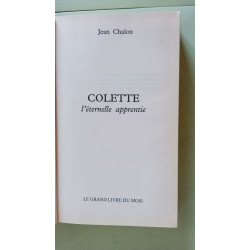 Jean Chalon
COLETTE
l'éternelle apprentie
LE GRAND LIVRE DU MOIS